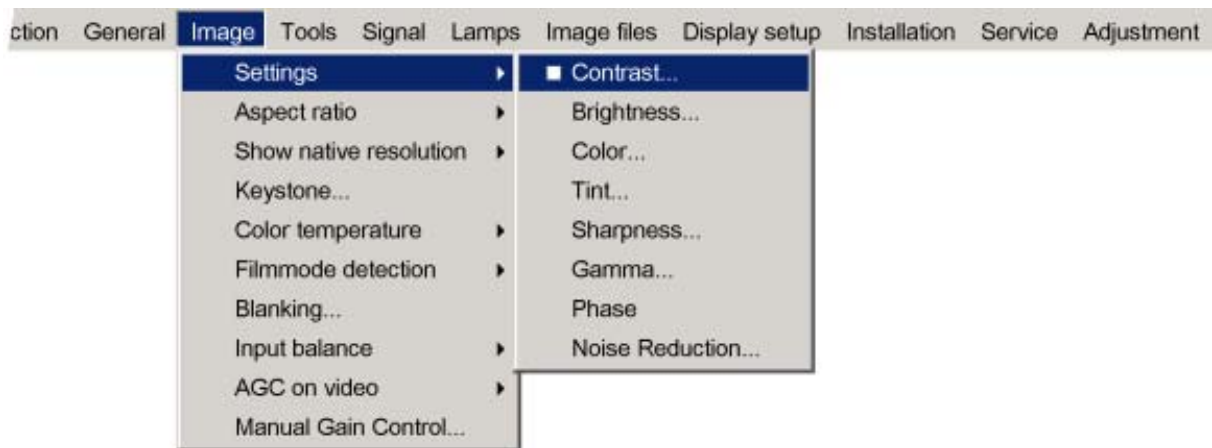 ction General Image Tools Signal Lamps Image files Display setup Installation Service Adjustment
Settings
Aspect ratio
Show native resolution
Keystone...
Color temperature
Filmmode detection
Blanking...
Input balance
AGC on video
Manual Gain Control...
Contrast...
Brightness...
Color...
Tint...
Sharpness...
Gamma...
Phase
Noise Reduction...